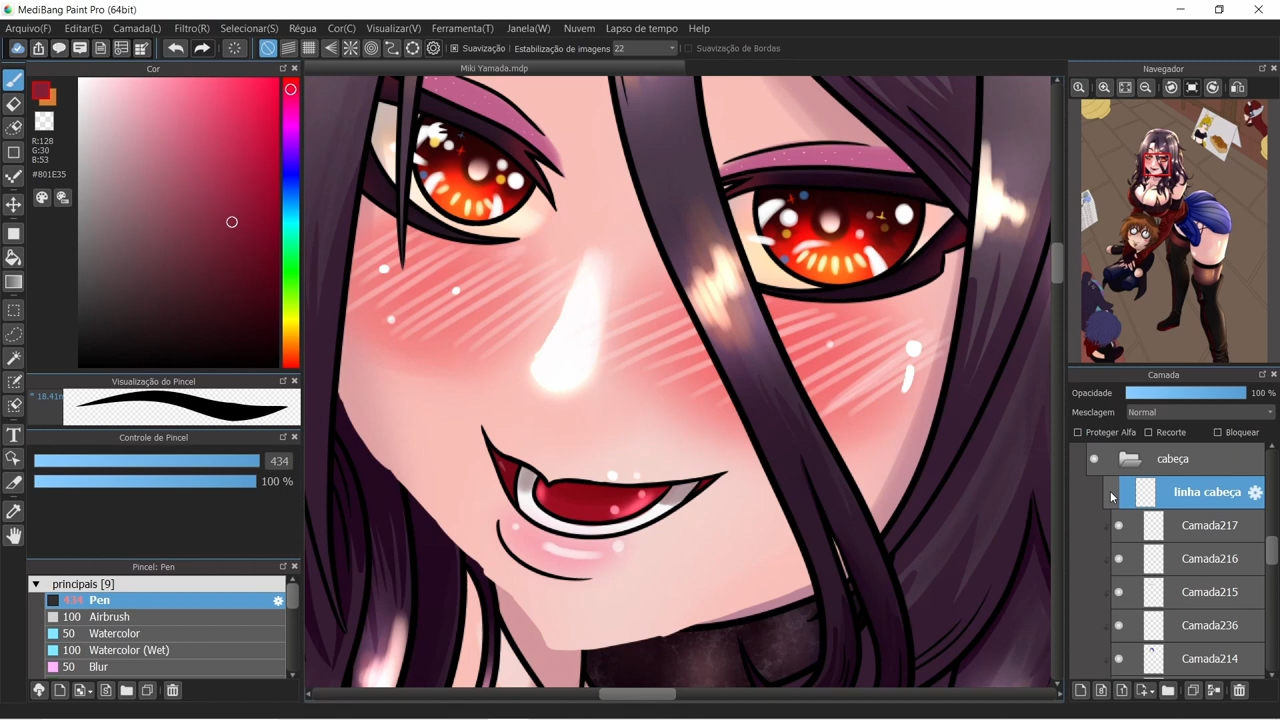 MediBang Paint Pro (64bit)
Arquivo(F) Editar(E) Camada(L) Filtro(R) Selecionar(S) Régua Cor(C) Visualizar(V) Ferramenta(T) Janela(W) Nuvem Lapso de tempo Help
Suavização Estabilização de imagens 22 Suavização de Bordas
Cor
Miki Yamada.mdp
Navegador
R:128
G:30
B:53
#801E35
Camada
Visualização do Pincel
Opacidade 100 %
Mesclagem Normal
Proteger Alfa Recorte Bloquear
Controle de Pincel
cabeça
434
100 %
linha cabeça
Camada217
Camada216
Pincel: Pen
principais [9]
434 Pen
100 Airbrush
50 Watercolor
100 Watercolor (Wet)
50 Blur
Camada215
Camada236
Camada214